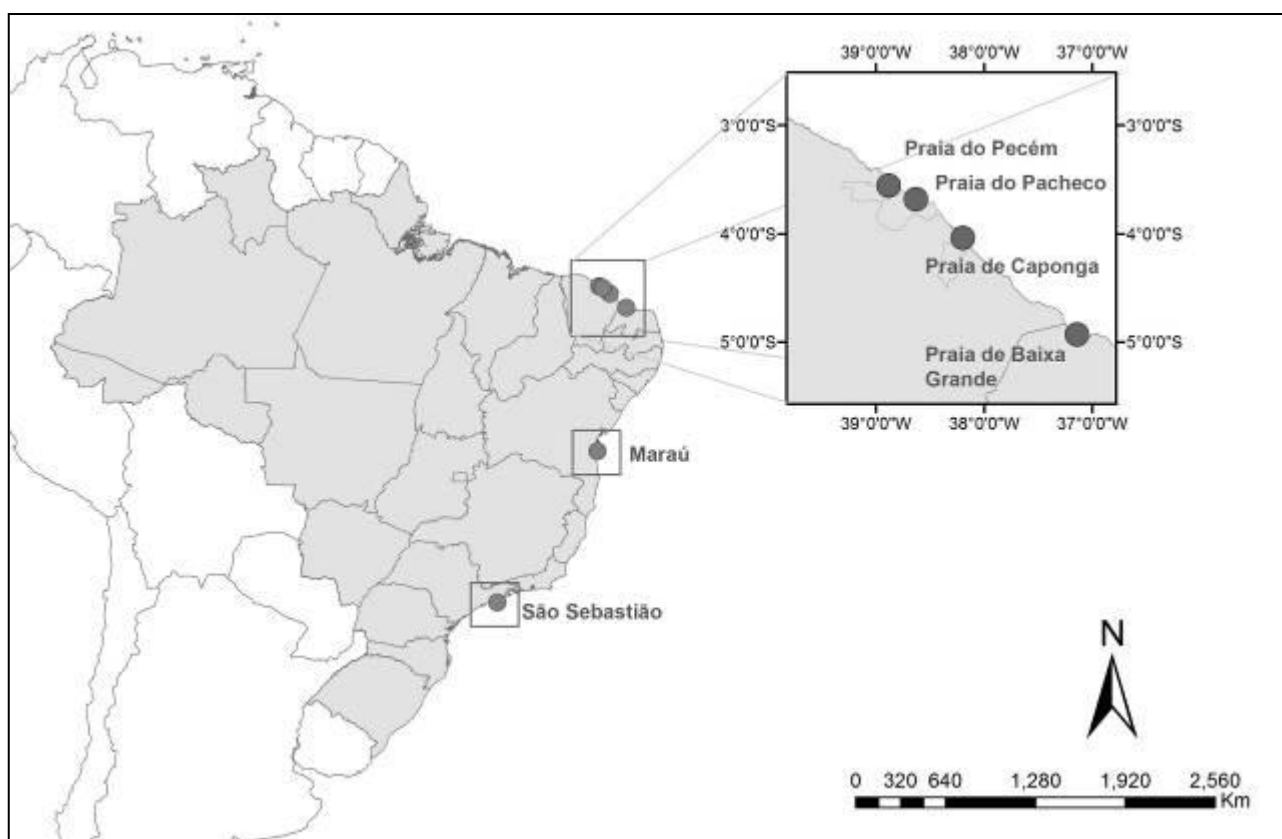 39°0'0"W 38°0'0"W 37°0'0"W
3°0'0"S 3°0'0"S
Praia do Pecém
Praia do Pacheco
4°0'0"S 4°0'0"S
Praia de Caponga
5°0'0"S 5°0'0"S
Praia de Baixa
Grande
39°0'0"W 38°0'0"W 37°0'0"W
Maraú
São Sebastião
N
0 320 640 1,280 1,920 2,560
Km